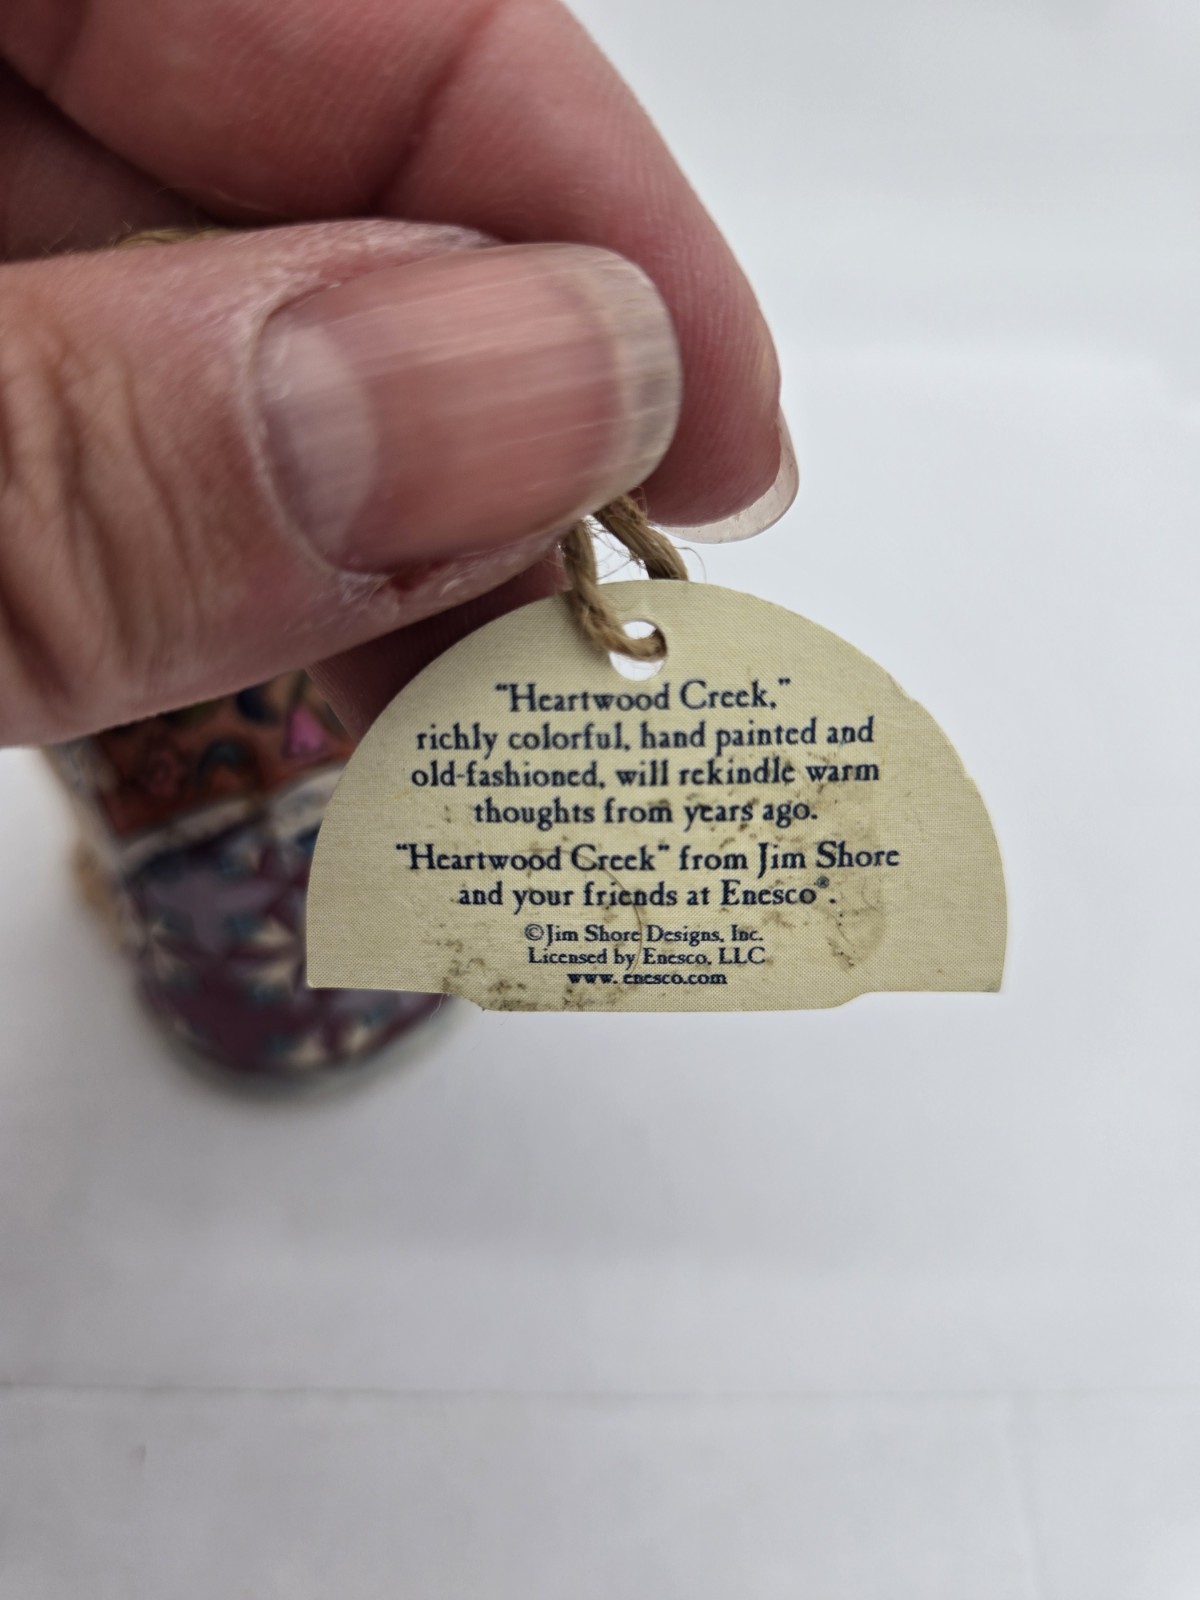 "Heartwood Creek,"
richly colorful, hand painted and
old-fashioned, will rekindle warm
thoughts from years ago.
"Heartwood Creek" from Jim Shore
and your friends at Enesco®.
©Jim Shore Designs, Inc.
Licensed by Enesco, LLC
www. enesco.com